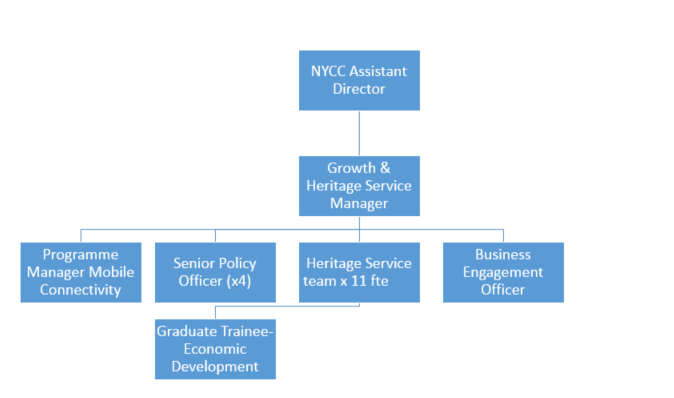 NYCC Assistant
Director
Growth &
Heritage Service
Manager
Programme
Manager Mobile
Connectivity
Senior Policy
Officer (x4)
Heritage Service
team x 11 fte
Business
Engagement
Officer
Graduate Trainee-
Economic
Development